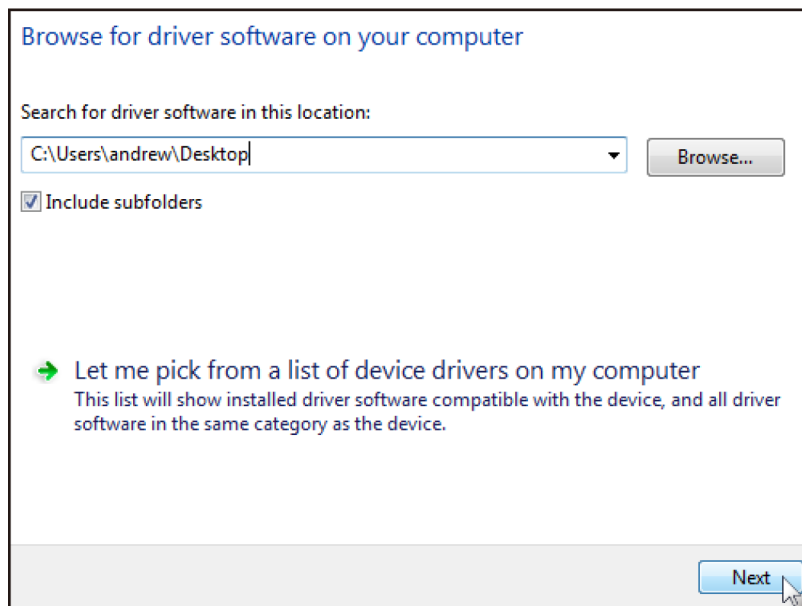 Browse for driver software on your computer
Search for driver software in this location:
C:\Users\andrew\Desktop
Browse...
Include subfolders
Let me pick from a list of device drivers on my computer
This list will show installed driver software compatible with the device, and all driver
software in the same category as the device.
Next